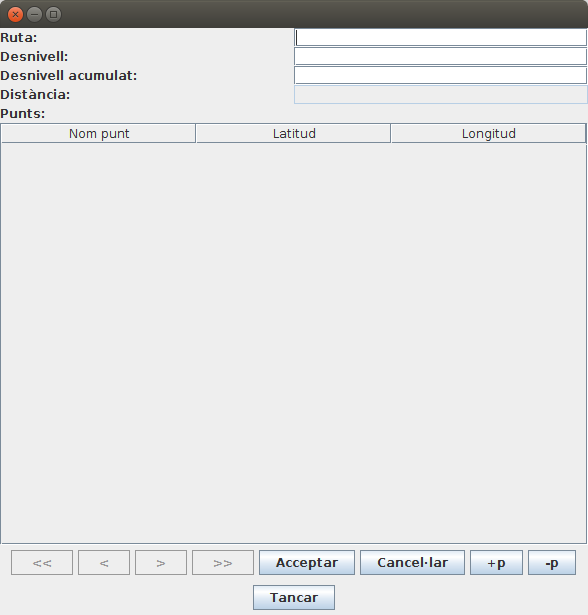 Ruta:
Desnivell:
Desnivell acumulat:
Distància:
Punts:
Nom punt Latitud Longitud
<< < > >> Acceptar Cancel·lar +p -p
Tancar